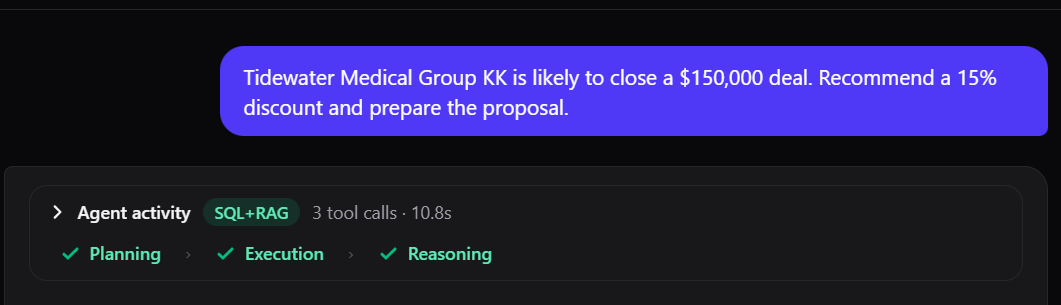 Tidewater Medical Group KK is likely to close a $150,000 deal. Recommend a 15%
discount and prepare the proposal.
Agent activity SQL+RAG 3 tool calls · 10.8s
Planning › Execution › Reasoning